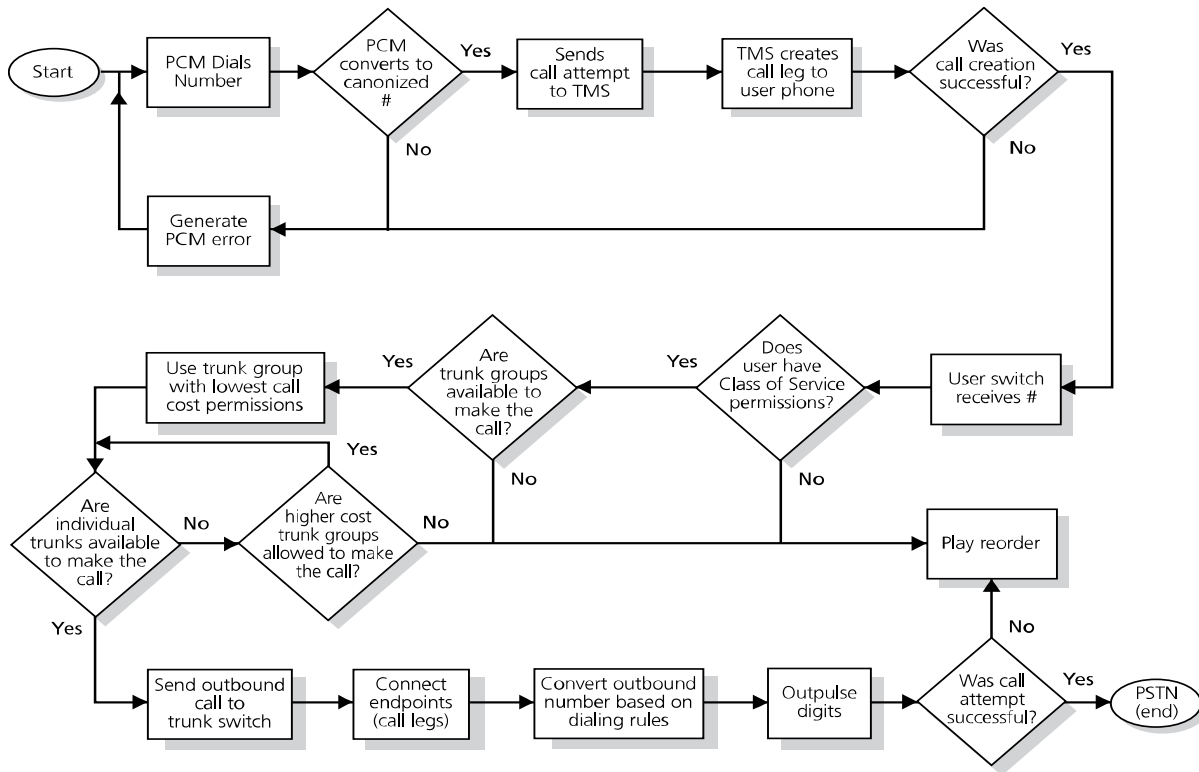 Start
PCM Dials
Number
PCM
converts to
canonized
#
Yes
No
Sends
call attempt
to TMS
TMS creates
call leg to
user phone
Was
call creation
successful?
Yes
No
Generate
PCM error
Use trunk group
with lowest call
cost permissions
Yes
Are
trunk groups
available to
make the
call?
No
Yes
Does
user have
Class of Service
permissions?
No
User switch
receives #
Are
individual
trunks available
to make the
call?
No
Yes
Yes
Are
higher cost
trunk groups
allowed to make
the call?
No
Play reorder
Send outbound
call to
trunk switch
Connect
endpoints
(call legs)
Convert outbound
number based on
dialing rules
Outpulse
digits
No
Was call
attempt
successful?
Yes
PSTN
(end)